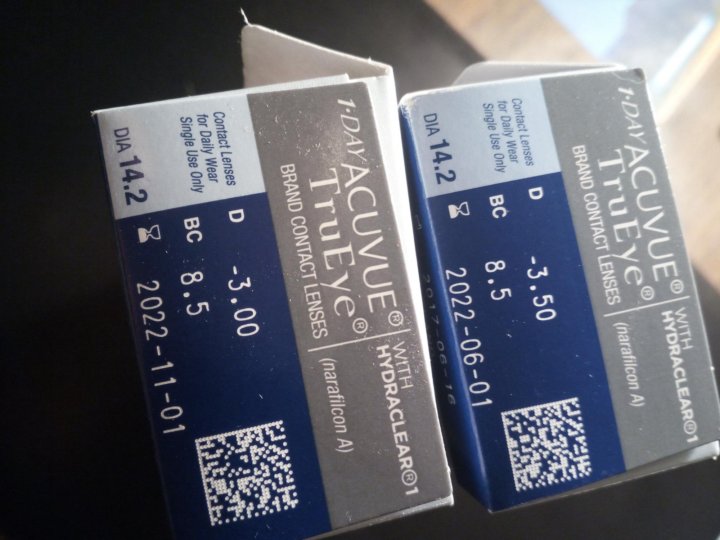 1-DAY ACUVUE® WITH
TruEye® HYDRACLEAR®1
BRAND CONTACT LENSES (narafilcon A)
Contact Lenses
for Daily Wear
Single Use Only
DIA 14.2
D -3.00
BC 8.5
2022-11-01
1-DAY ACUVUE® WITH
TruEye® HYDRACLEAR®1
BRAND CONTACT LENSES (narafilcon A)
Contact Lenses
for Daily Wear
Single Use Only
DIA 14.2
D -3.50
BC 8.5
2022-06-01
2017-06-16